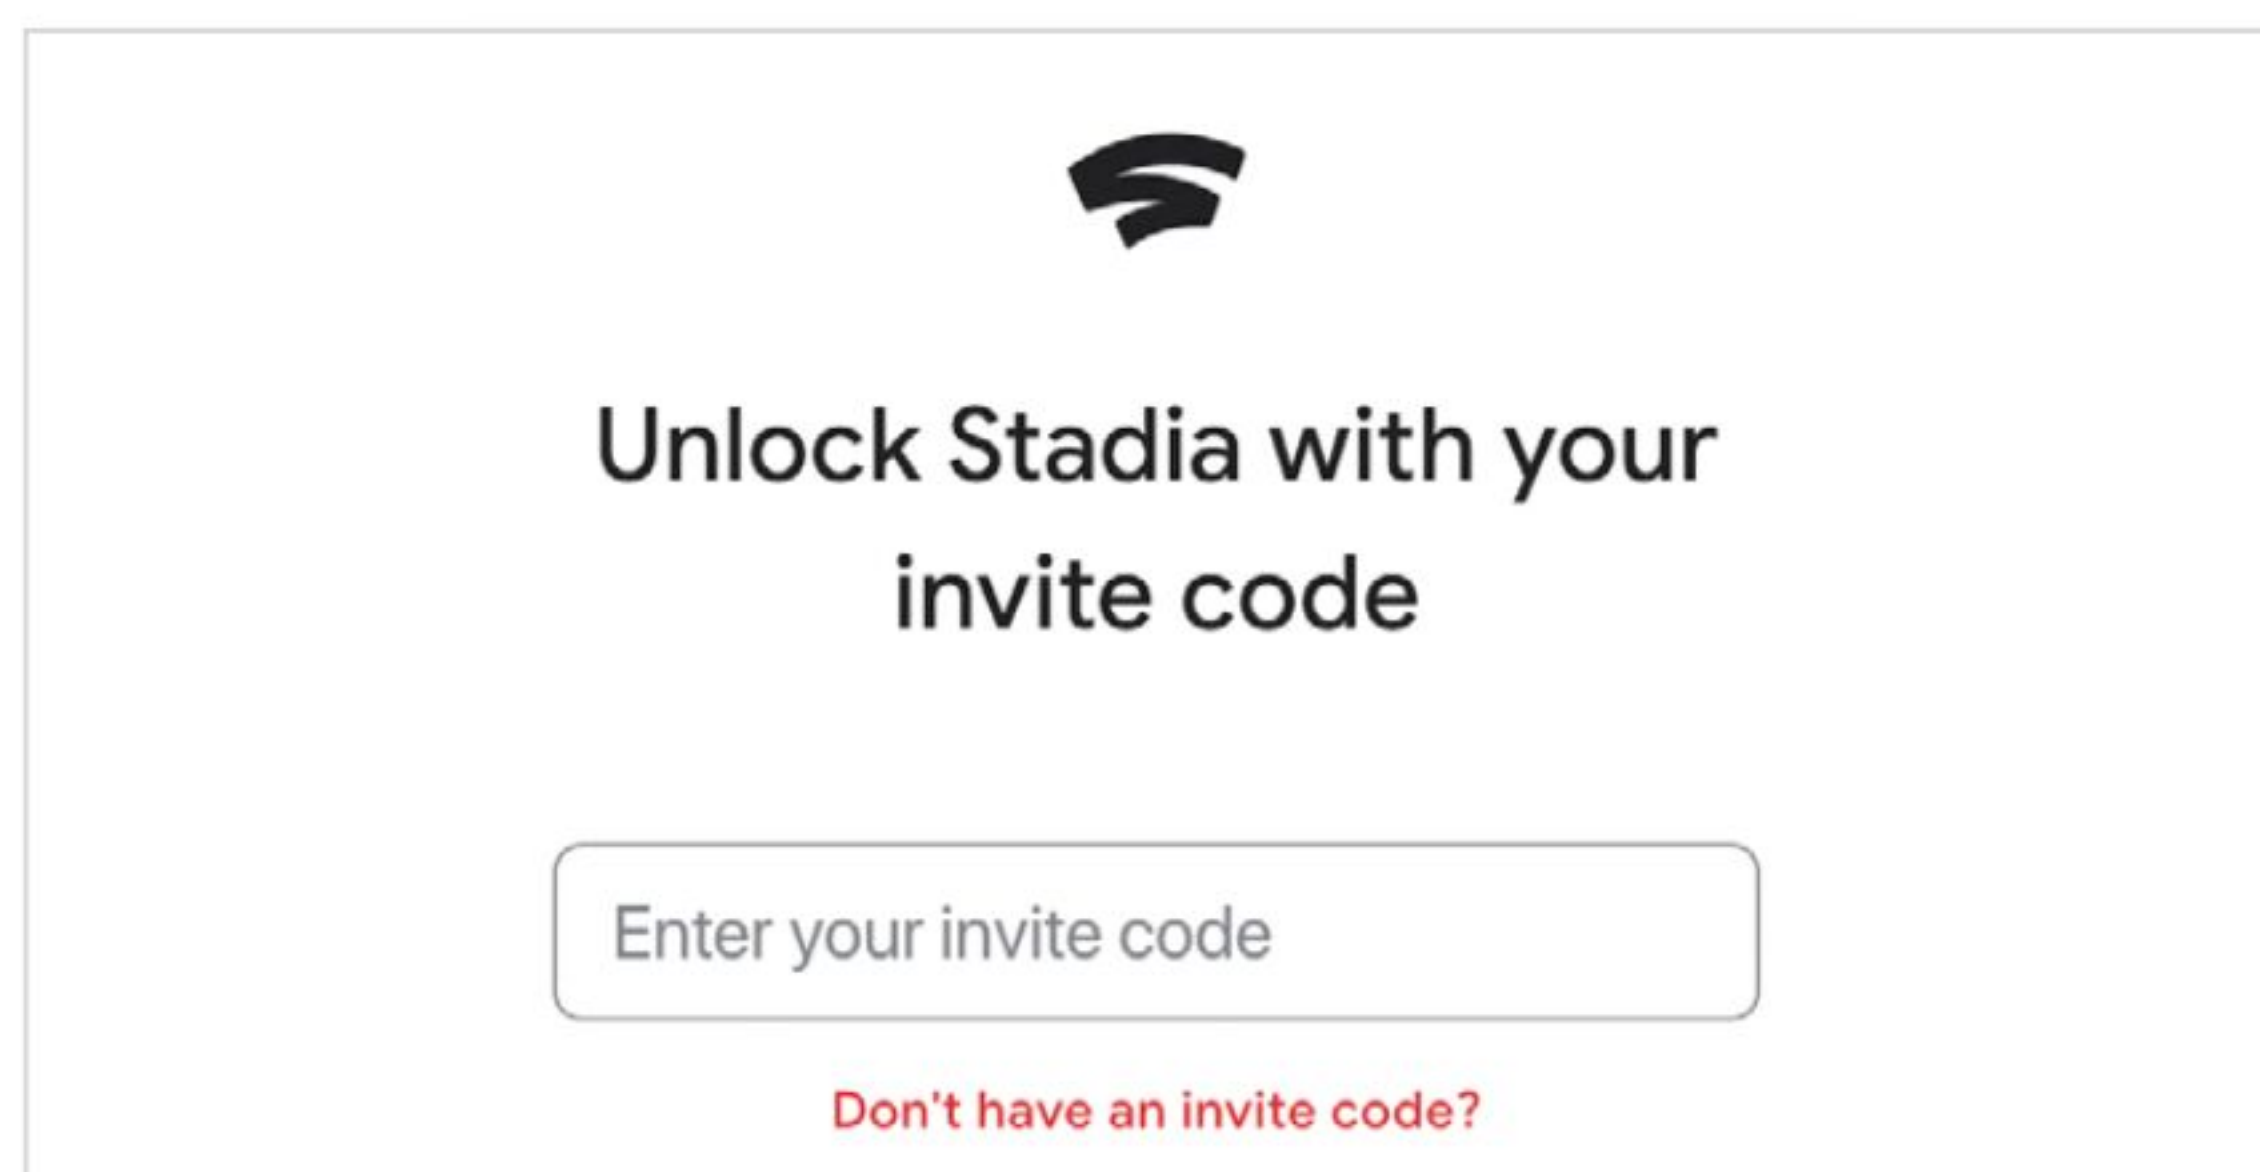 Unlock Stadia with your
invite code
Enter your invite code
Don't have an invite code?